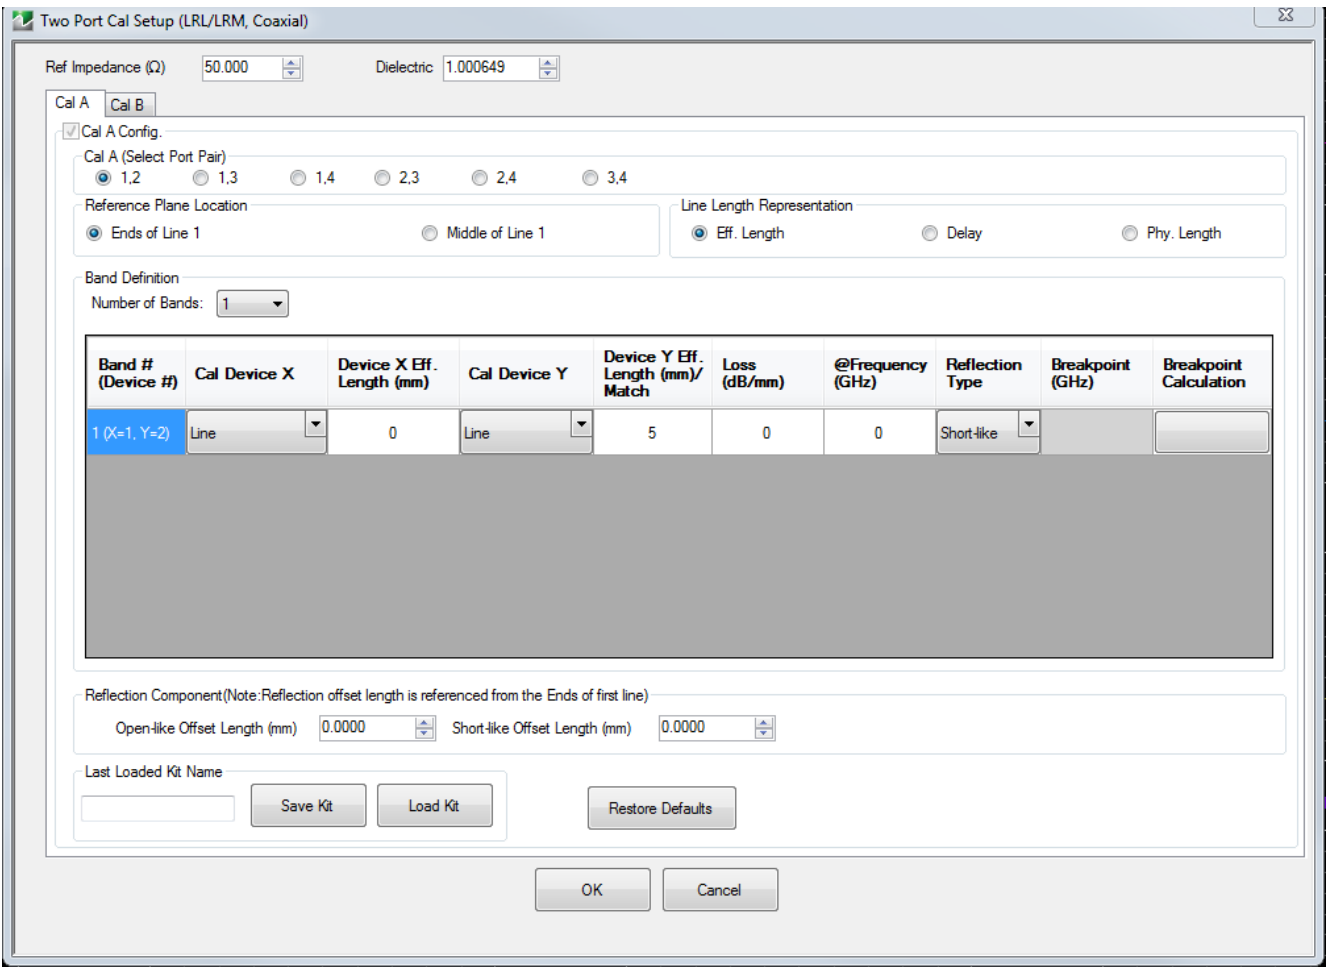 Two Port Cal Setup (LRL/LRM, Coaxial)
Ref Impedance (Ω) 50.000 Dielectric 1.000649
Cal A Cal B
Cal A Config.
Cal A (Select Port Pair)
1,2 1,3 1,4 2,3 2,4 3,4
Reference Plane Location Line Length Representation
Ends of Line 1 Middle of Line 1 Eff. Length Delay Phy. Length
Band Definition
Number of Bands: 1
Band # (Device #) Cal Device X Device X Eff. Length (mm) Cal Device Y Device Y Eff. Length (mm)/ Match Loss (dB/mm) @Frequency (GHz) Reflection Type Breakpoint (GHz) Breakpoint Calculation
1 (X=1, Y=2) Line 0 Line 5 0 0 Short-like
Reflection Component(Note:Reflection offset length is referenced from the Ends of first line)
Open-like Offset Length (mm) 0.0000 Short-like Offset Length (mm) 0.0000
Last Loaded Kit Name
Save Kit Load Kit Restore Defaults
OK Cancel